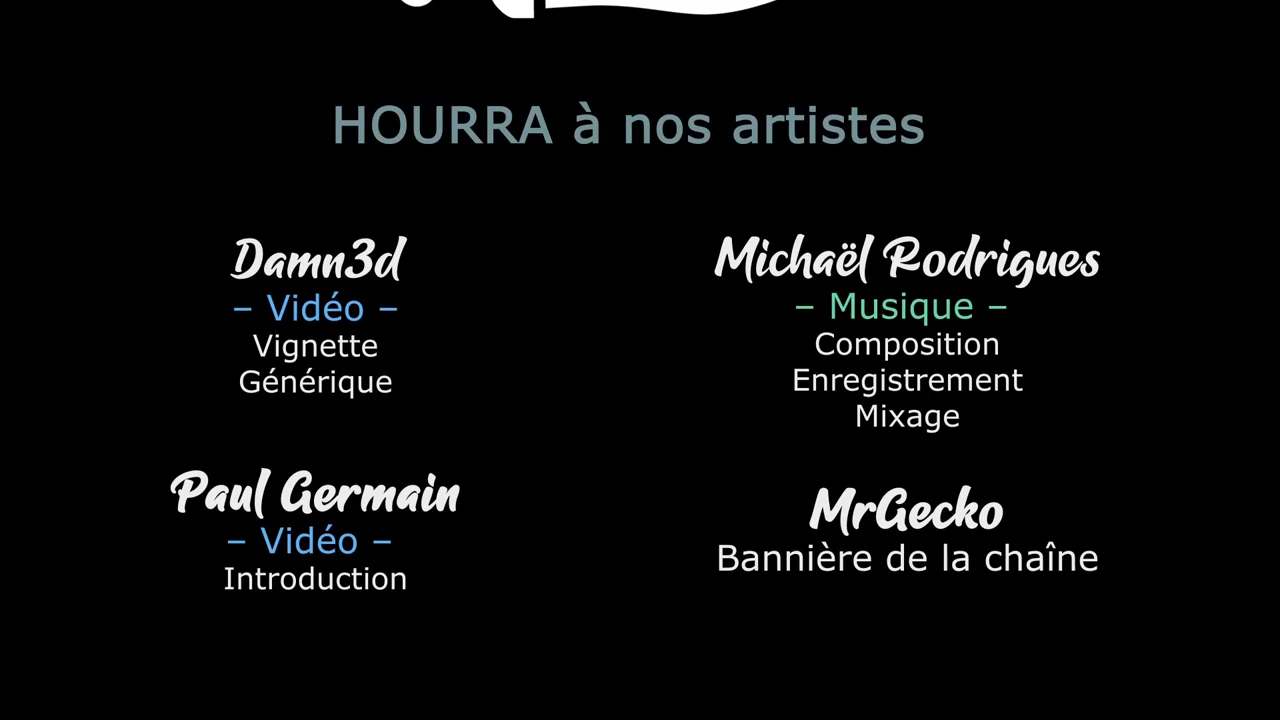 HOURRA à nos artistes
Damn3d
– Vidéo –
Vignette
Générique
Michaël Rodrigues
– Musique –
Composition
Enregistrement
Mixage
Paul Germain
– Vidéo –
Introduction
MrGecko
Bannière de la chaîne